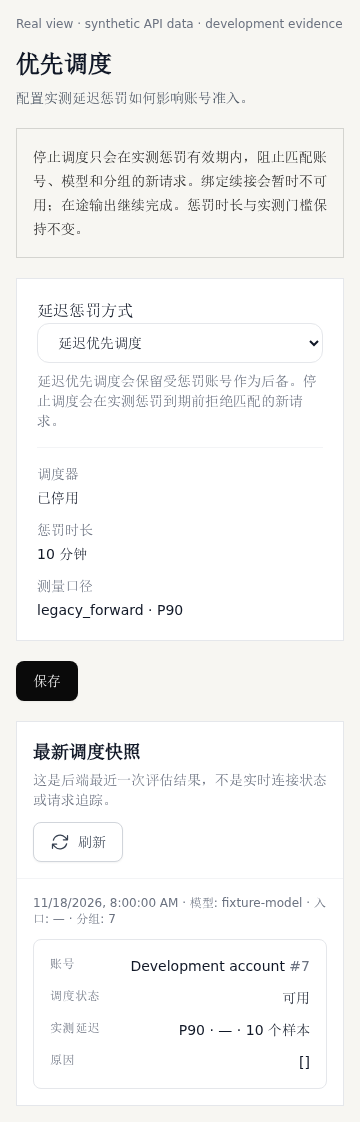 Real view · synthetic API data · development evidence
优先调度
配置实测延迟惩罚如何影响账号准入。
停止调度只会在实测惩罚有效期内，阻止匹配账
号、模型和分组的新请求。绑定续接会暂时不可
用；在途输出继续完成。惩罚时长与实测门槛保
持不变。
延迟惩罚方式
延迟优先调度
延迟优先调度会保留受惩罚账号作为后备。停
止调度会在实测惩罚到期前拒绝匹配的新请
求。
调度器
已停用
惩罚时长
10 分钟
测量口径
legacy_forward · P90
保存
最新调度快照
这是后端最近一次评估结果，不是实时连接状态
或请求追踪。
刷新
11/18/2026, 8:00:00 AM · 模型: fixture-model · 入
口: — · 分组: 7
账号 Development account #7
调度状态 可用
实测延迟 P90 · — · 10 个样本
原因 []